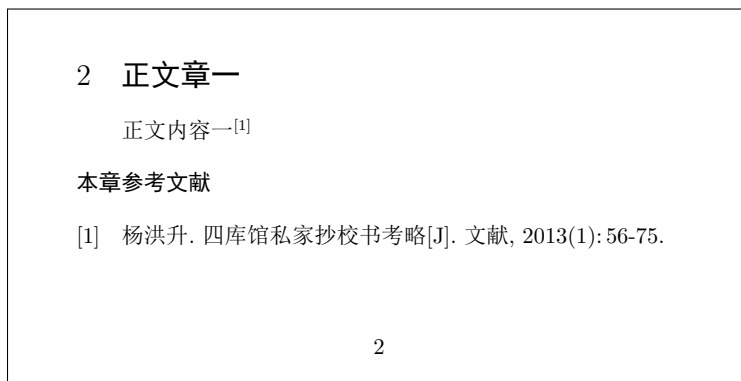 2 正文章一
正文内容一[1]
本章参考文献
[1] 杨洪升. 四库馆私家抄校书考略[J]. 文献, 2013(1): 56-75.
2